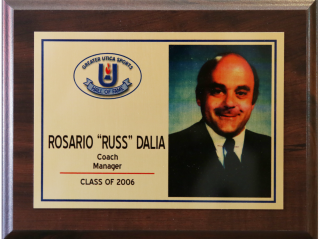 GREATER UTICA SPORTS
U
HALL OF FAME
ROSARIO "RUSS" DALIA
Coach
Manager
CLASS OF 2006